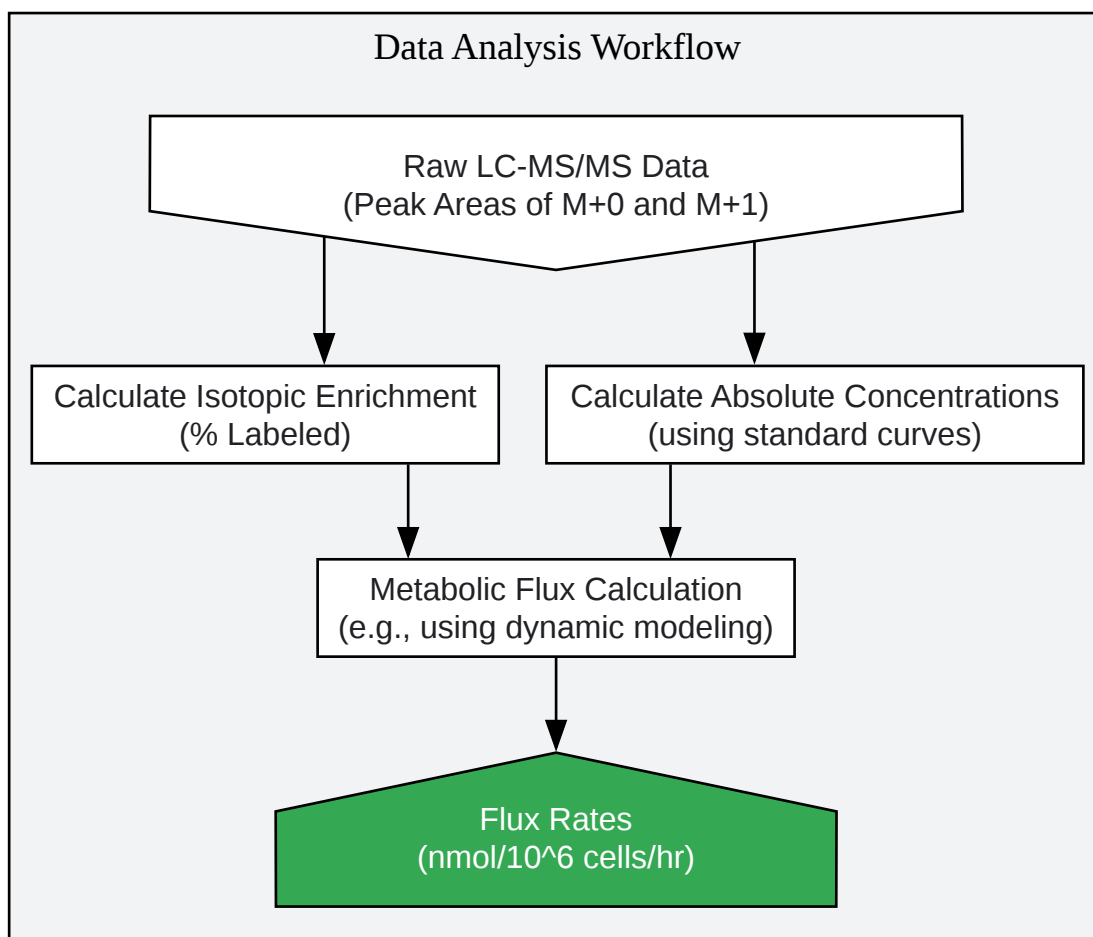 Data Analysis Workflow
Raw LC-MS/MS Data
(Peak Areas of M+0 and M+1)
Calculate Isotopic Enrichment
(% Labeled)
Calculate Absolute Concentrations
(using standard curves)
Metabolic Flux Calculation
(e.g., using dynamic modeling)
Flux Rates
(nmol/10^6 cells/hr)